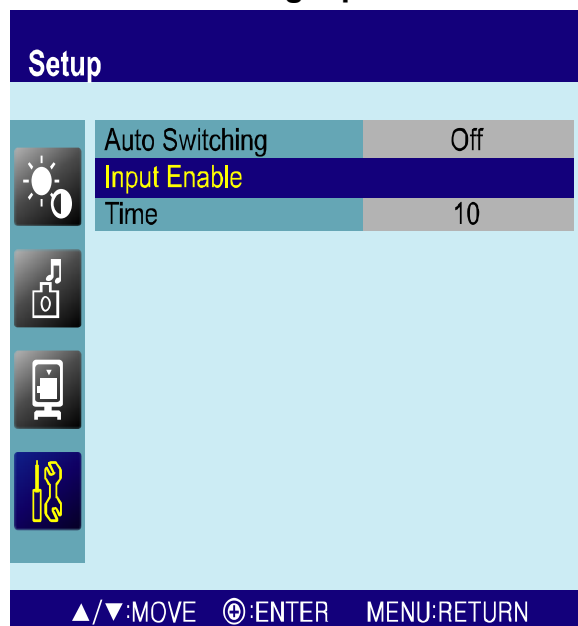 Setup
Auto Switching Off
Input Enable
Time 10
▲/▼:MOVE ⊕:ENTER MENU:RETURN